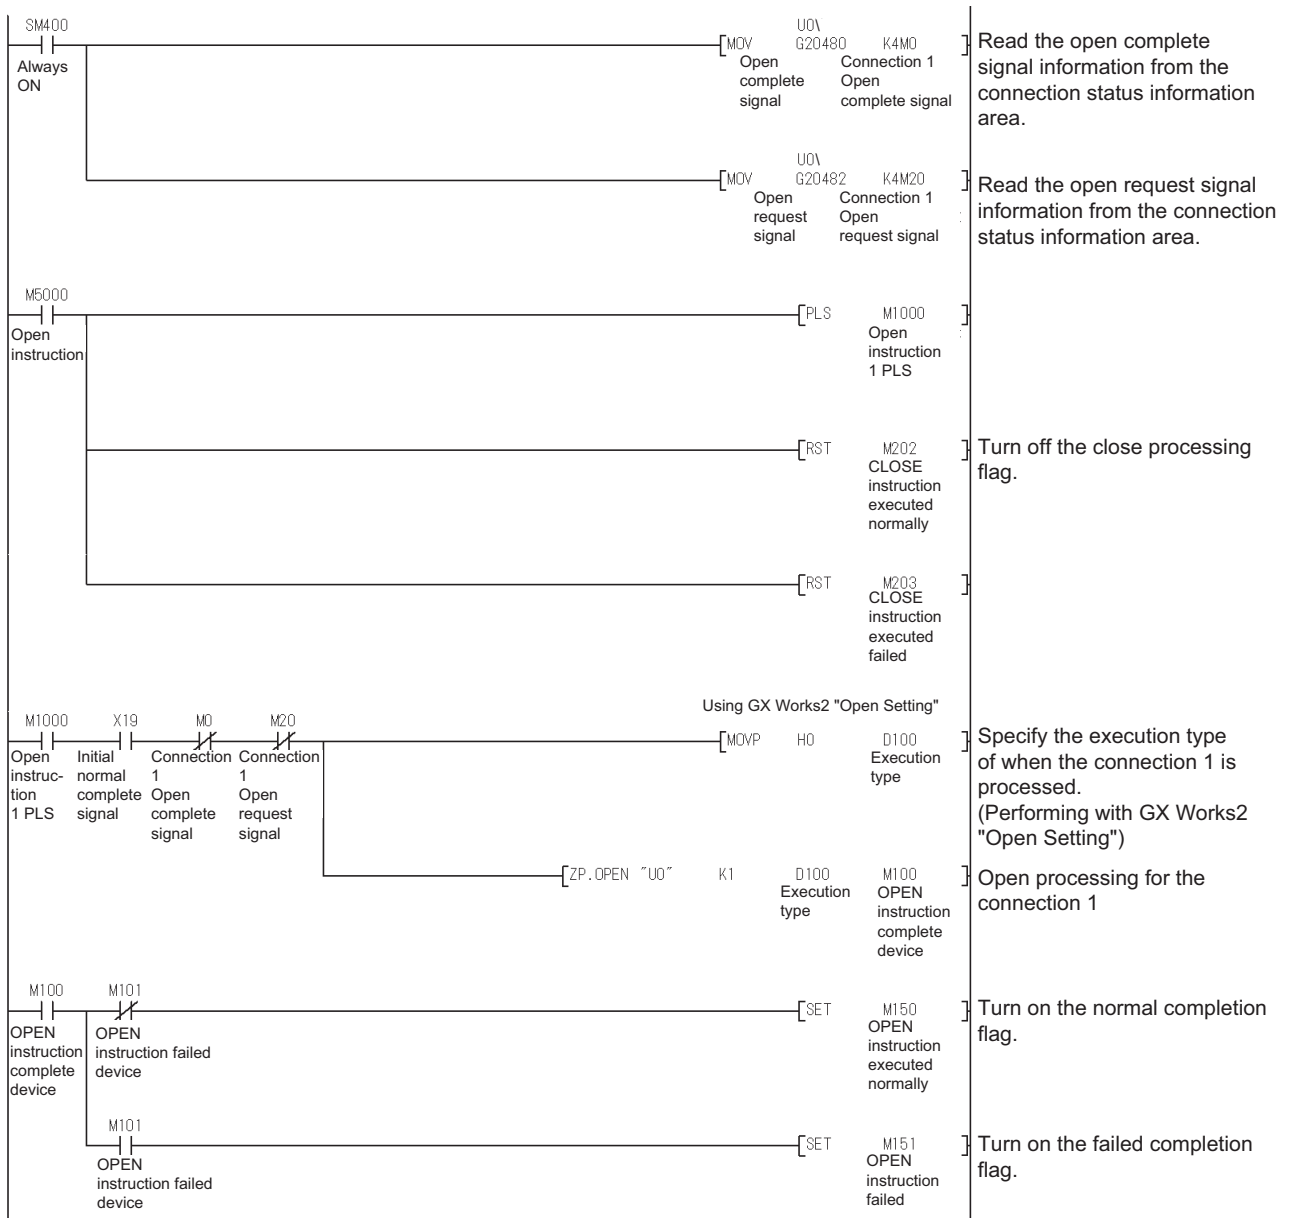 SM400
U0\
MOV G20480 K4M0
Always
ON
Open
complete
signal
Connection 1
Open
complete signal
Read the open complete
signal information from the
connection status information
area.
U0\
MOV G20482 K4M20
Open
request
signal
Connection 1
Open
request signal
Read the open request signal
information from the connection
status information area.
M5000
Open
instruction
PLS M1000
Open
instruction
1 PLS
RST M202
CLOSE
instruction
executed
normally
Turn off the close processing
flag.
RST M203
CLOSE
instruction
executed
failed
Using GX Works2 "Open Setting"
M1000 X19 M0 M20
Open
instruc-
tion
1 PLS
Initial
normal
complete
signal
Connection
1
Open
complete
signal
Connection
1
Open
request
signal
MOVP H0 D100
Execution
type
Specify the execution type
of when the connection 1 is
processed.
(Performing with GX Works2
"Open Setting")
ZP.OPEN "U0" K1 D100 M100
Execution
type
OPEN
instruction
complete
device
Open processing for the
connection 1
M100 M101
OPEN
instruction
complete
device
OPEN
instruction failed
device
SET M150
OPEN
instruction
executed
normally
Turn on the normal completion
flag.
M101
OPEN
instruction failed
device
SET M151
OPEN
instruction
failed
Turn on the failed completion
flag.